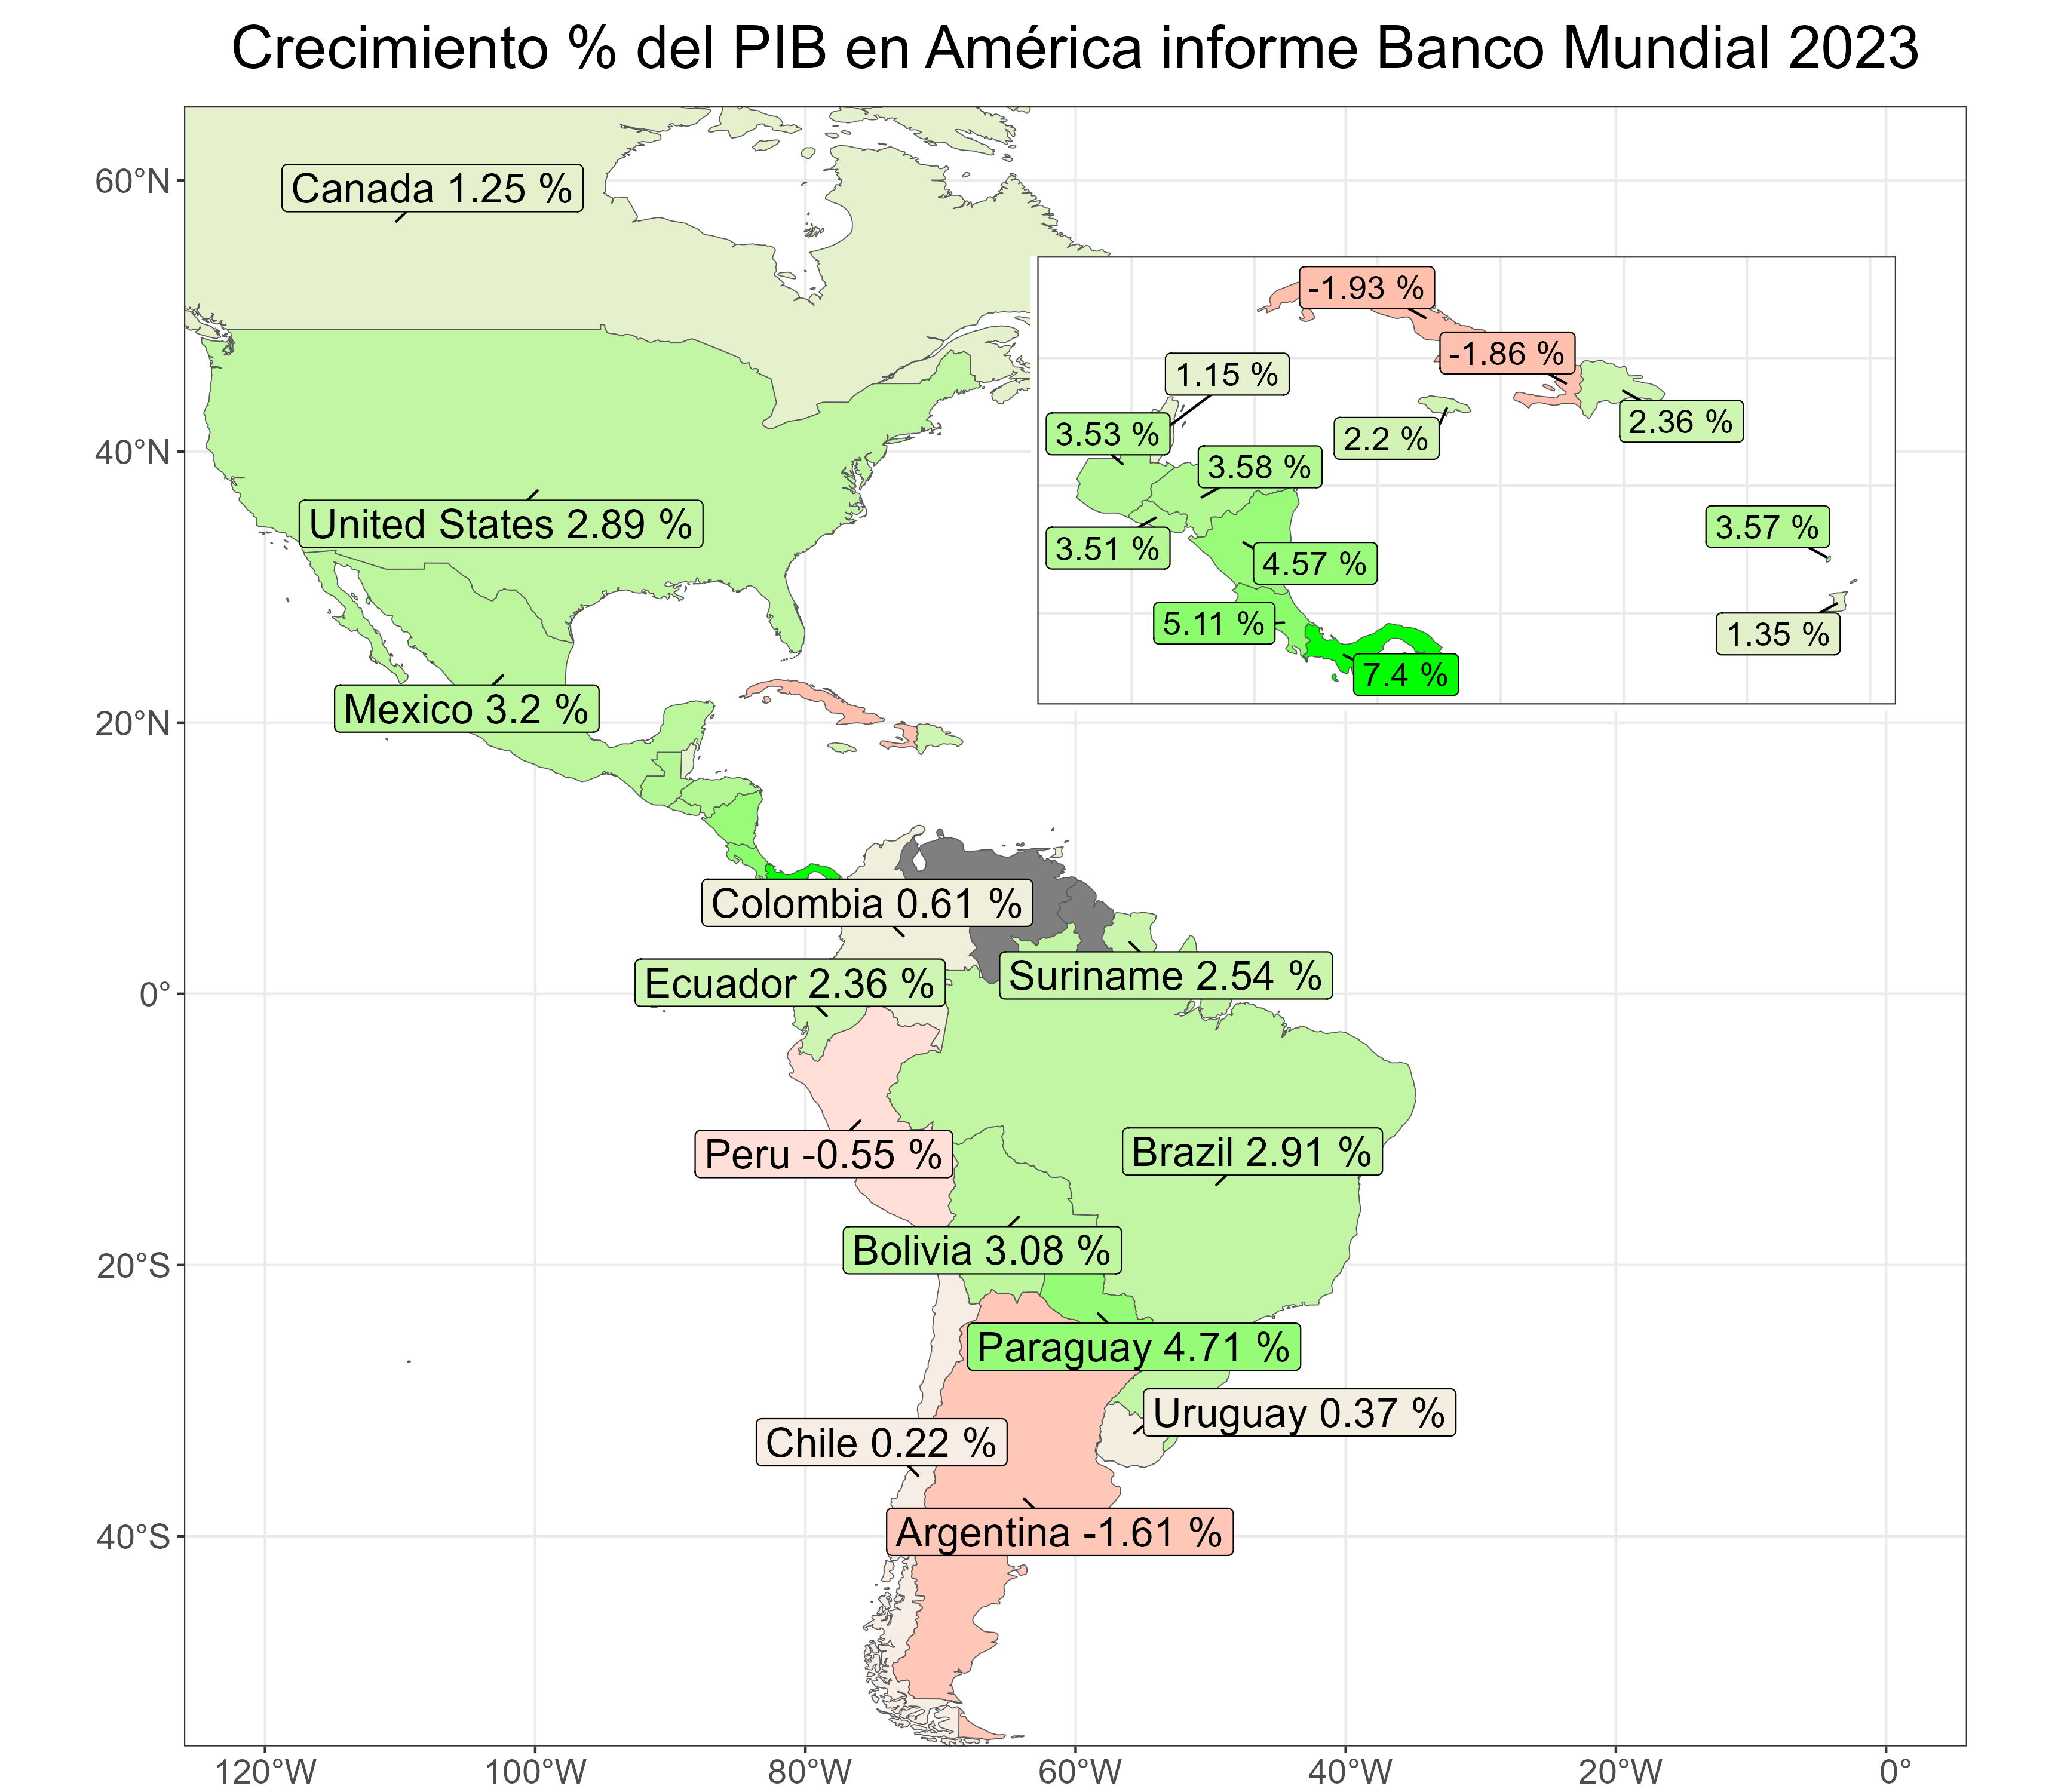 Crecimiento % del PIB en América informe Banco Mundial 2023
60°N
40°N
20°N
0°
20°S
40°S
Canada 1.25 %
United States 2.89 %
Mexico 3.2 %
-1.93 %
-1.86 %
1.15 %
2.36 %
2.2 %
3.53 %
3.58 %
3.57 %
3.51 %
4.57 %
5.11 %
1.35 %
7.4 %
Colombia 0.61 %
Suriname 2.54 %
Ecuador 2.36 %
Peru -0.55 %
Brazil 2.91 %
Bolivia 3.08 %
Paraguay 4.71 %
Uruguay 0.37 %
Chile 0.22 %
Argentina -1.61 %
120°W
100°W
80°W
60°W
40°W
20°W
0°